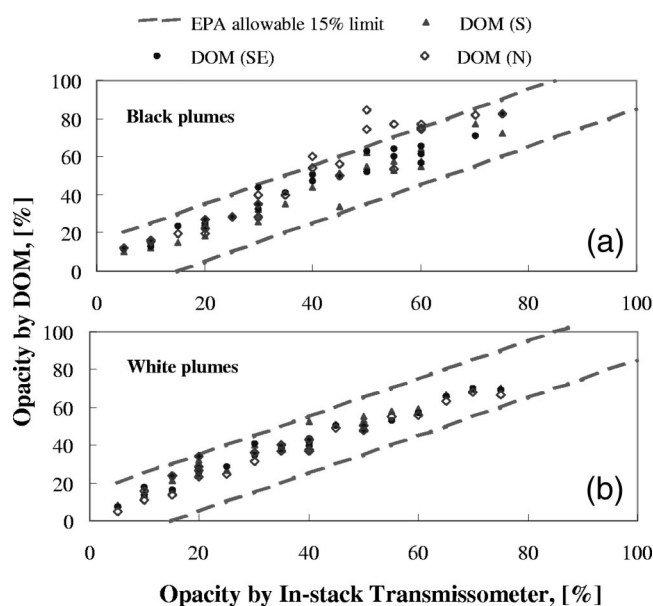 EPA allowable 15% limit
DOM (S)
DOM (SE)
DOM (N)
Opacity by DOM, [%]
100
80
60
40
20
0
Black plumes
(a)
0 20 40 60 80 100
100
80
60
40
20
0
White plumes
(b)
0 20 40 60 80 100
Opacity by In-stack Transmissometer, [%]